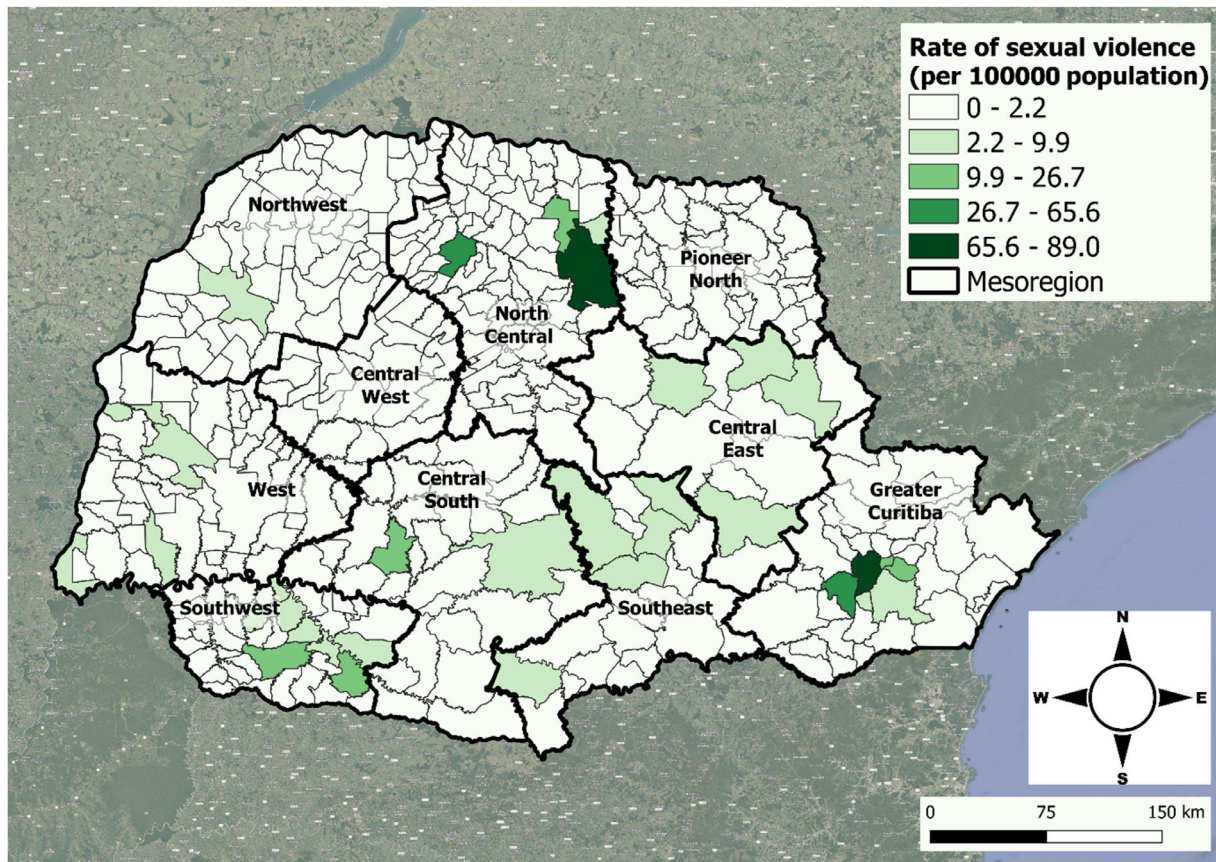 Rate of sexual violence
(per 100000 population)
0 - 2.2
2.2 - 9.9
9.9 - 26.7
26.7 - 65.6
65.6 - 89.0
Mesoregion
Northwest
Pioneer
North
North
Central
Central
West
Central
East
West
Central
South
Greater
Curitiba
Southwest
Southeast
N
W
E
S
0
75
150 km